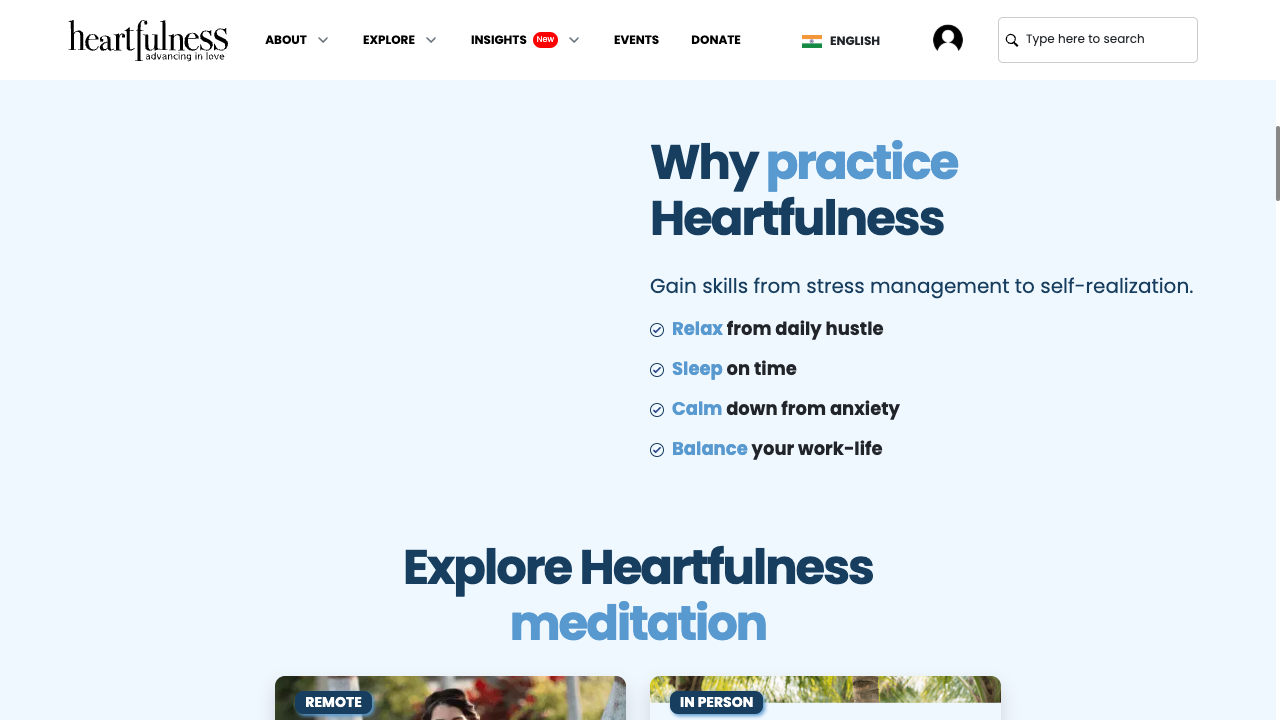 heartfulness
advancing in love
ABOUT
EXPLORE
INSIGHTS New
EVENTS
DONATE
ENGLISH
Type here to search
Why practice
Heartfulness
Gain skills from stress management to self-realization.
Relax from daily hustle
Sleep on time
Calm down from anxiety
Balance your work-life
Explore Heartfulness
meditation
REMOTE
IN PERSON